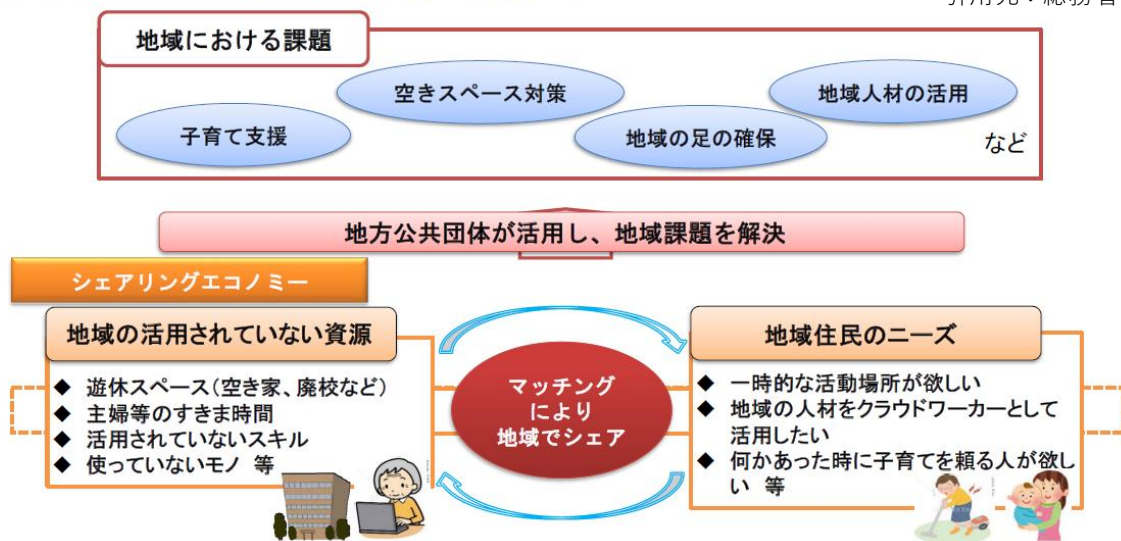 引用元：総務省
地域における課題
空きスペース対策
地域人材の活用
子育て支援
地域の足の確保
など
地方公共団体が活用し、地域課題を解決
シェアリングエコノミー
地域の活用されていない資源
◆ 遊休スペース（空き家、廃校など）
◆ 主婦等のすきま時間
◆ 活用されていないスキル
◆ 使っていないモノ 等
マッチング
により
地域でシェア
地域住民のニーズ
◆ 一時的な活動場所が欲しい
◆ 地域の人材をクラウドワーカーとして
活用したい
◆ 何かあった時に子育てを頼る人が欲し
い 等